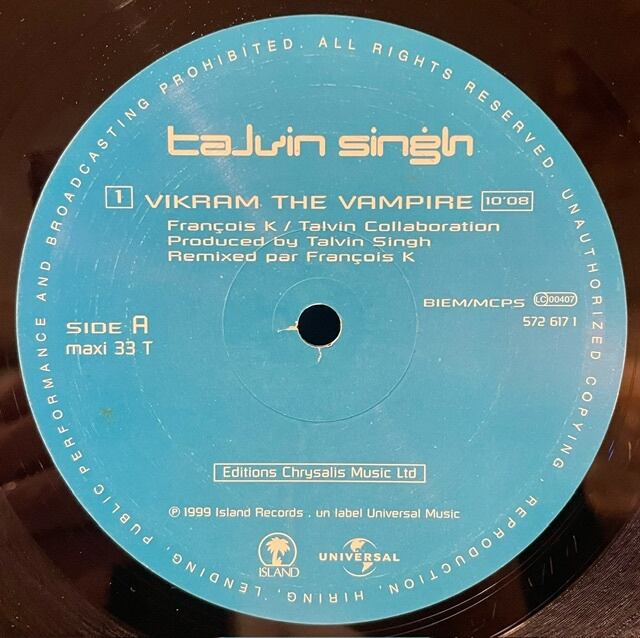 PUBLIC PERFORMANCE AND BROADCASTING PROHIBITED. ALL RIGHTS RESERVED. UNAUTHORIZED COPYING, REPRODUCTION, HIRING, LENDING,
talvin singh
1 VIKRAM THE VAMPIRE 10'08
François K / Talvin Collaboration
Produced by Talvin Singh
Remixed par François K
BIEM/MCPS LC00407
572 617 1
SIDE A
maxi 33 T
Editions Chrysalis Music Ltd
℗ 1999 Island Records . un label Universal Music
ISLAND
UNIVERSAL